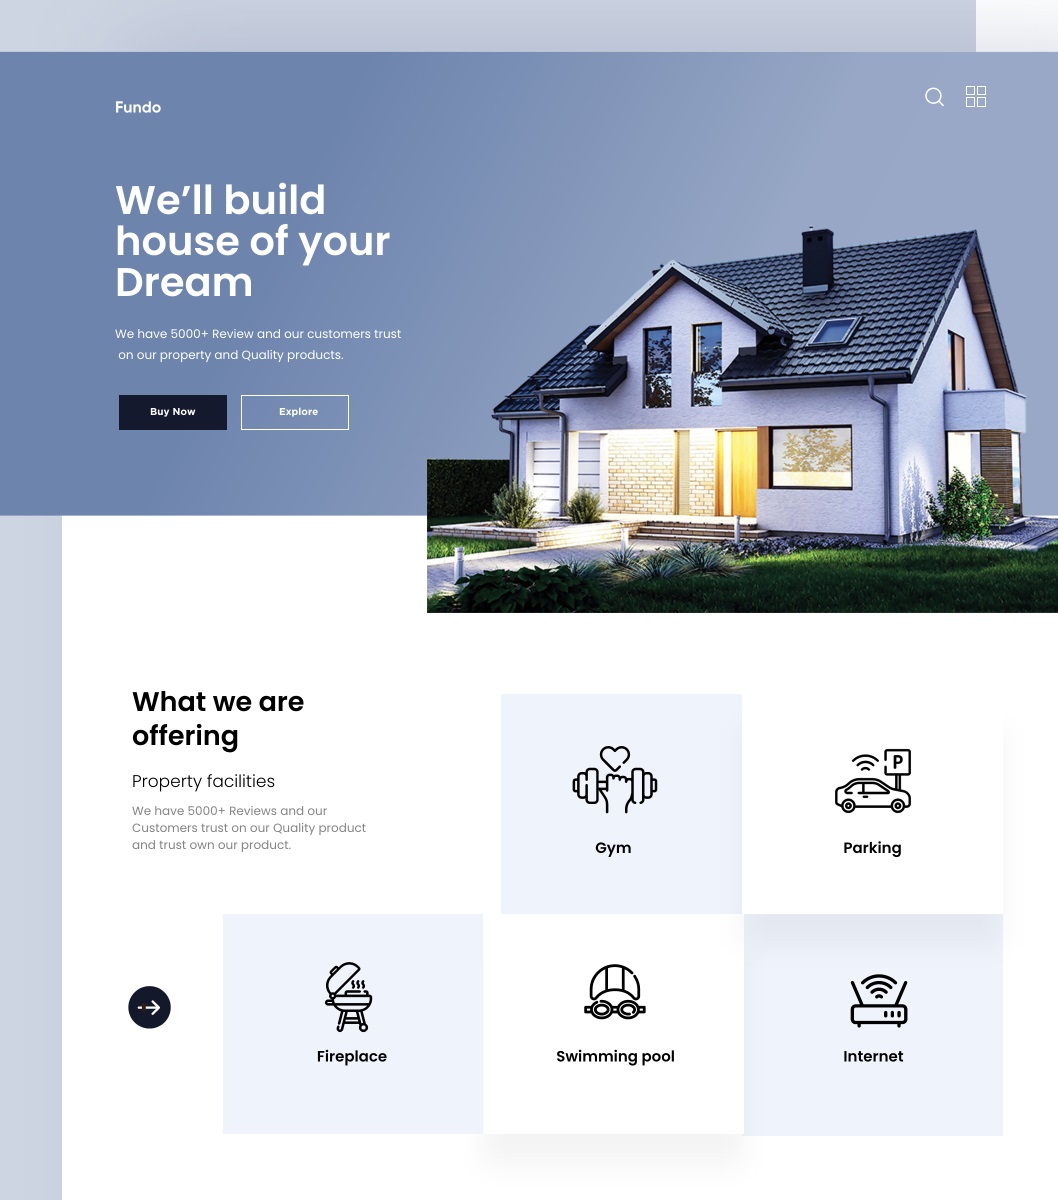 Fundo
We’ll build
house of your
Dream
We have 5000+ Review and our customers trust
on our property and Quality products.
Buy Now
Explore
What we are
offering
Property facilities
We have 5000+ Reviews and our
Customers trust on our Quality product
and trust own our product.
Gym
P
Parking
Fireplace
Swimming pool
Internet